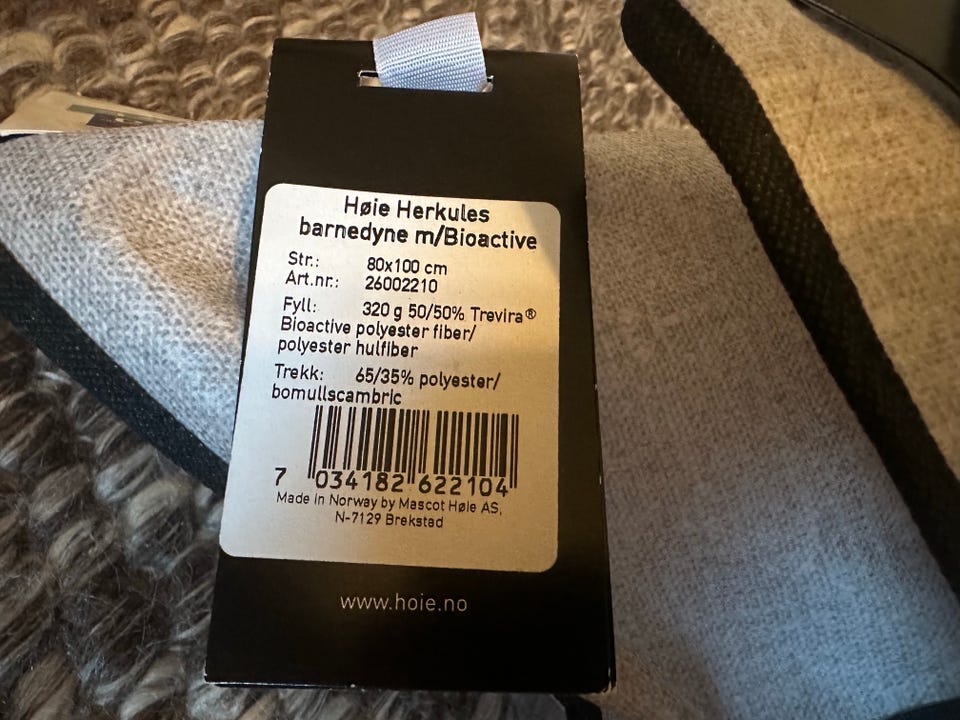 Høie Herkules
barnedyne m/Bioactive
Str.: 80x100 cm
Art.nr.: 26002210
Fyll: 320 g 50/50% Trevira®
Bioactive polyester fiber/
polyester hulfiber
Trekk: 65/35% polyester/
bomullscambric
7 034182 622104
Made in Norway by Mascot Høie AS,
N-7129 Brekstad
www.hoie.no